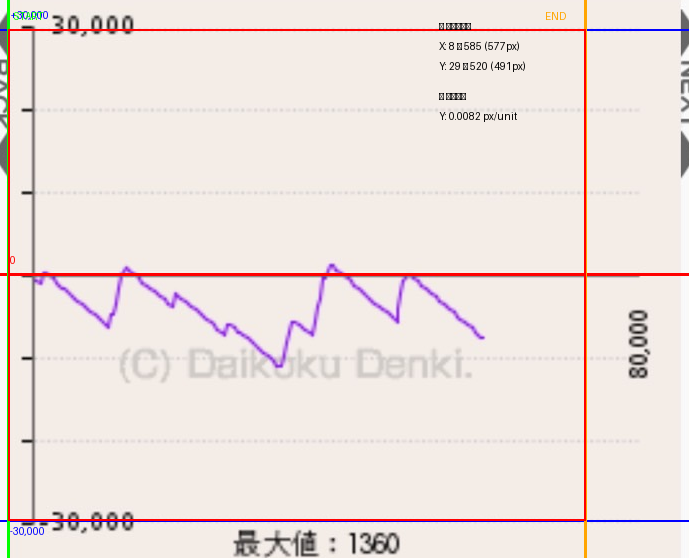 +30,000
30,000
END
X: 8 585 (577px)
Y: 29 520 (491px)
Y: 0.0082 px/unit
BACK
NEXT
0
80,000
(C) Daikoku Denki.
-30,000
-30,000
最大値：1360